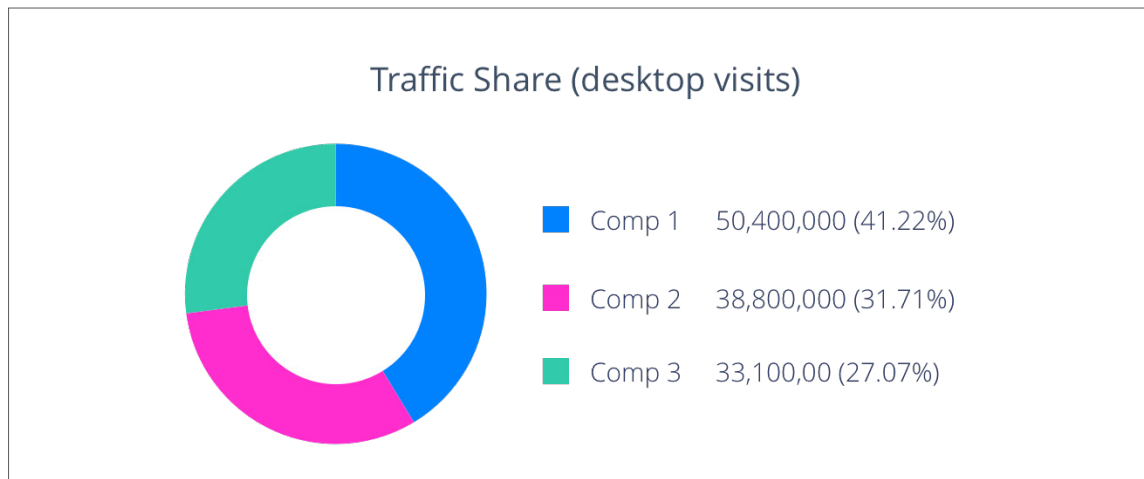 Traffic Share (desktop visits)
Comp 1 50,400,000 (41.22%)
Comp 2 38,800,000 (31.71%)
Comp 3 33,100,00 (27.07%)